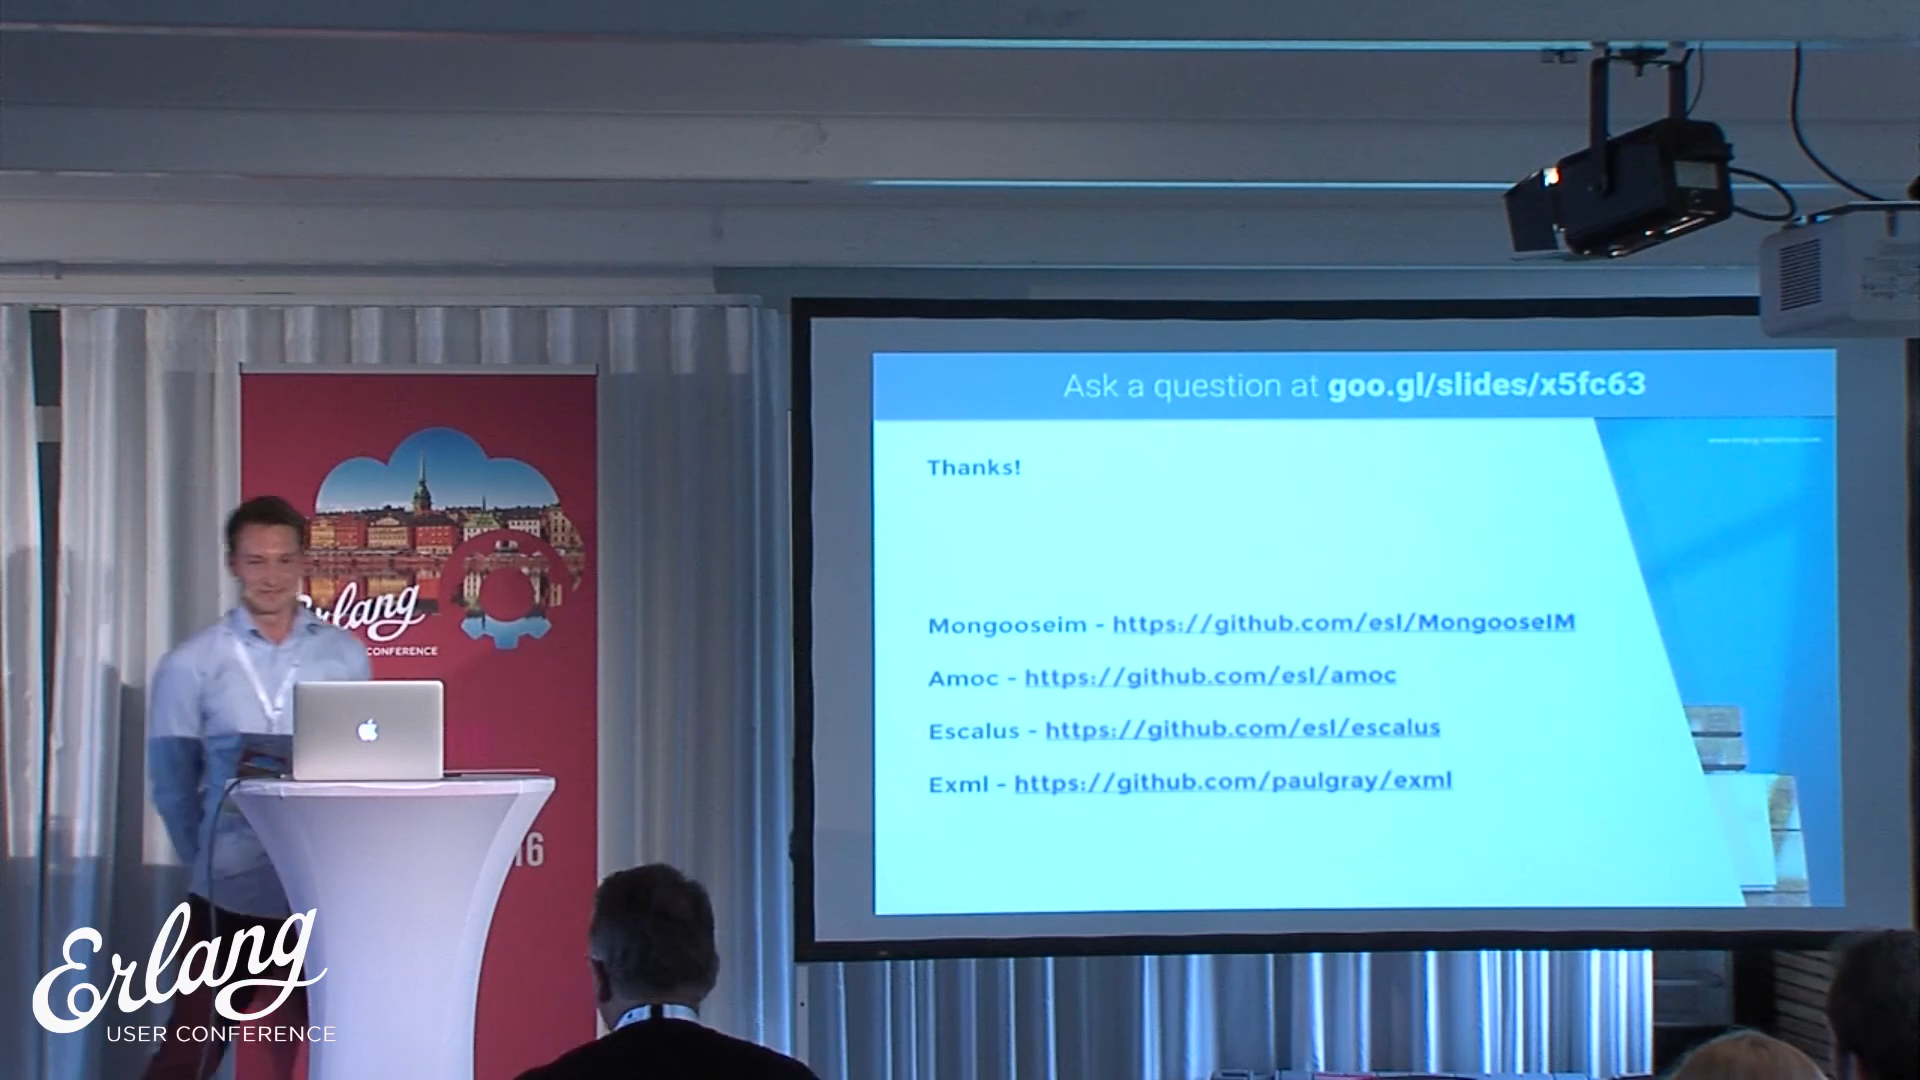 Ask a question at goo.gl/slides/x5fc63
Thanks!
Mongooseim - https://github.com/esl/MongooseIM
Amoc - https://github.com/esl/amoc
Escalus - https://github.com/esl/escalus
Exml - https://github.com/paulgray/exml
Erlang
CONFERENCE
16
Erlang
USER CONFERENCE